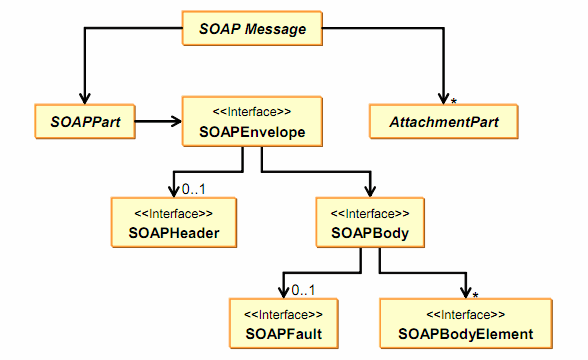 SOAP Message
SOAPPart
<<Interface>>
SOAPEnvelope
*
AttachmentPart
0..1
<<Interface>>
SOAPHeader
<<Interface>>
SOAPBody
0..1
<<Interface>>
SOAPFault
*
<<Interface>>
SOAPBodyElement